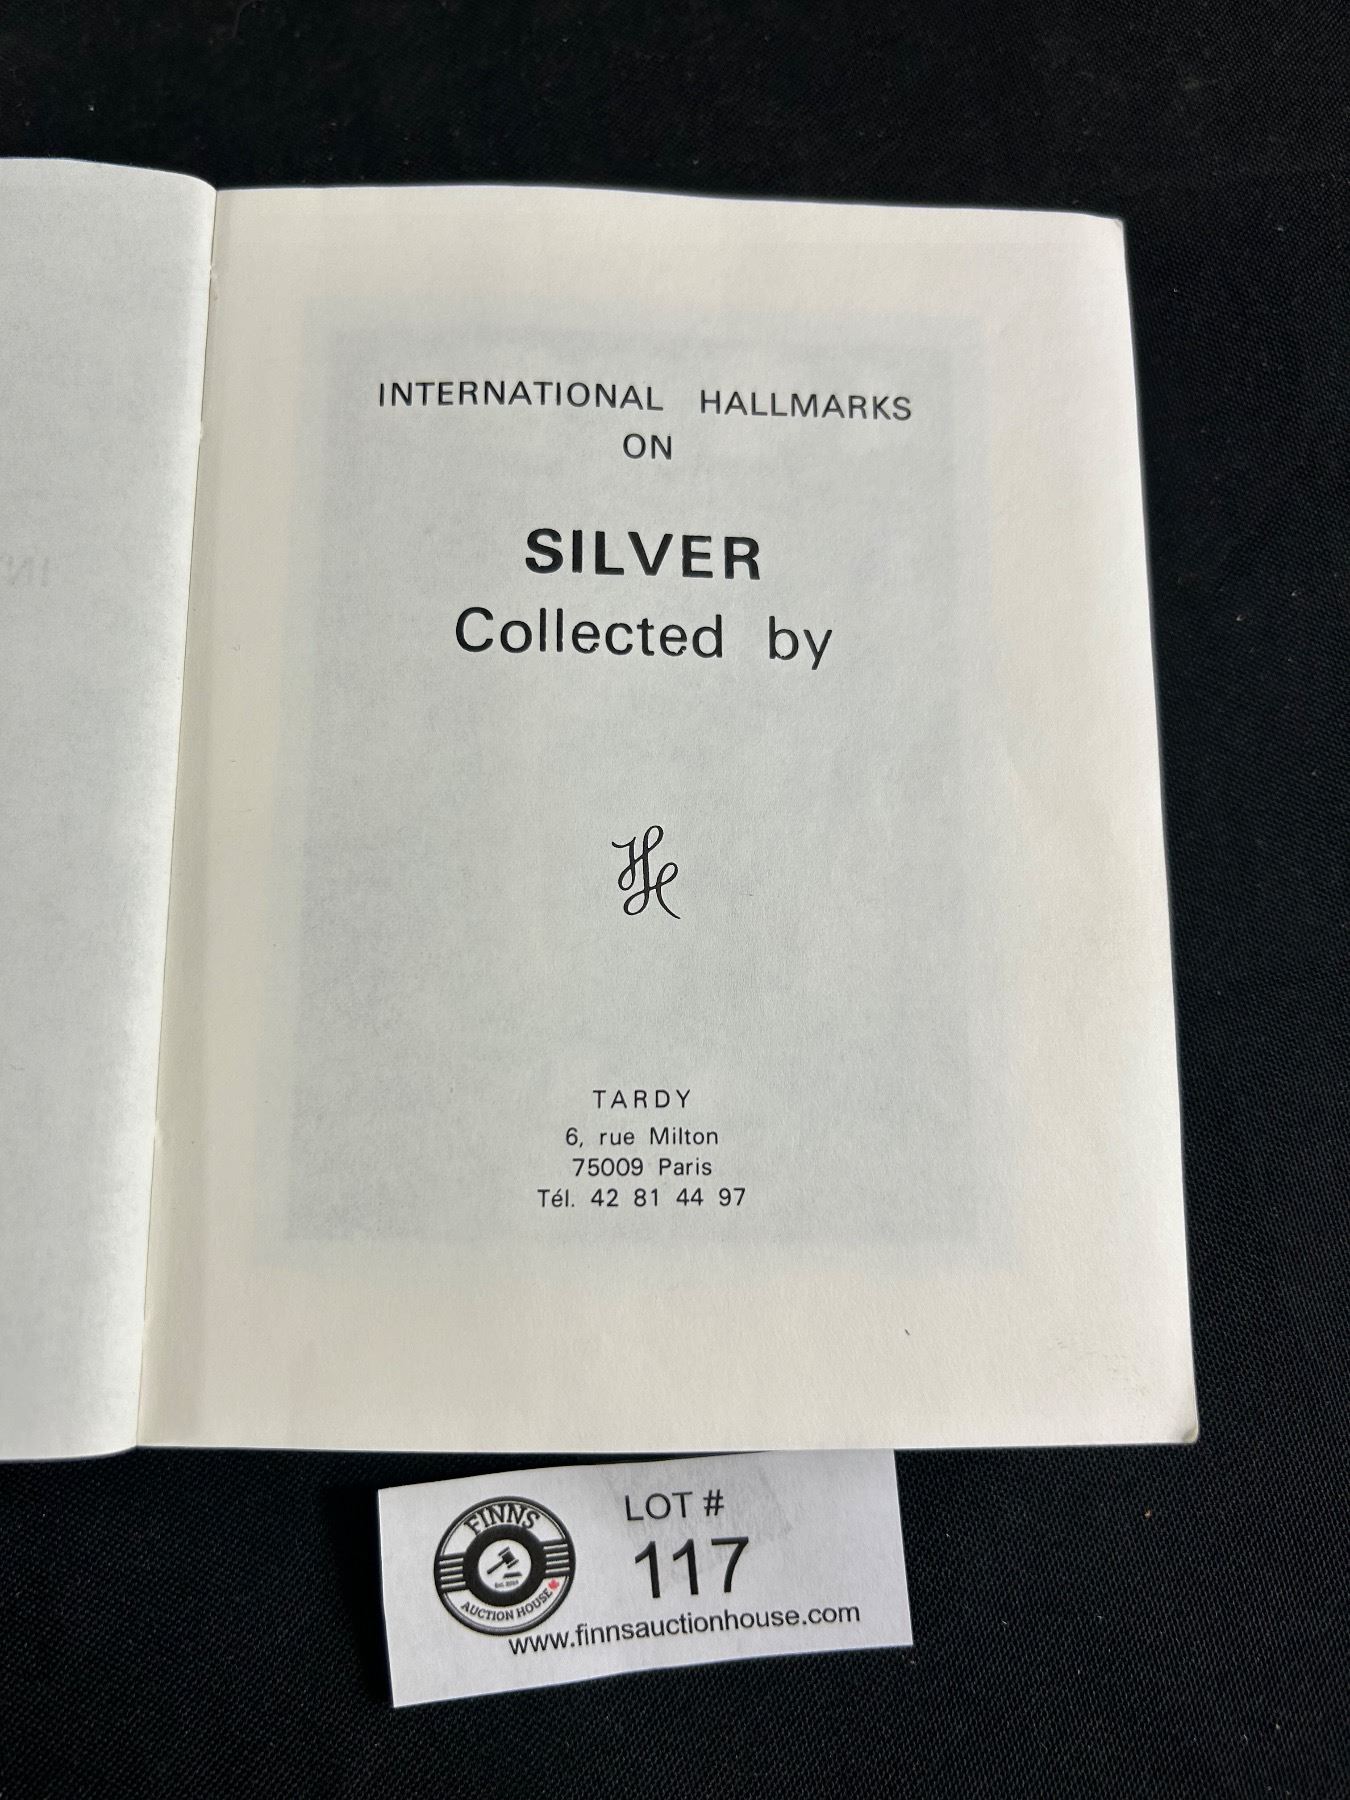 INTERNATIONAL HALLMARKS
ON
SILVER
Collected by
TARDY
6, rue Milton
75009 Paris
Tél. 42 81 44 97
LOT #
117
FINNS
AUCTION HOUSE
www.finnsauctionhouse.com